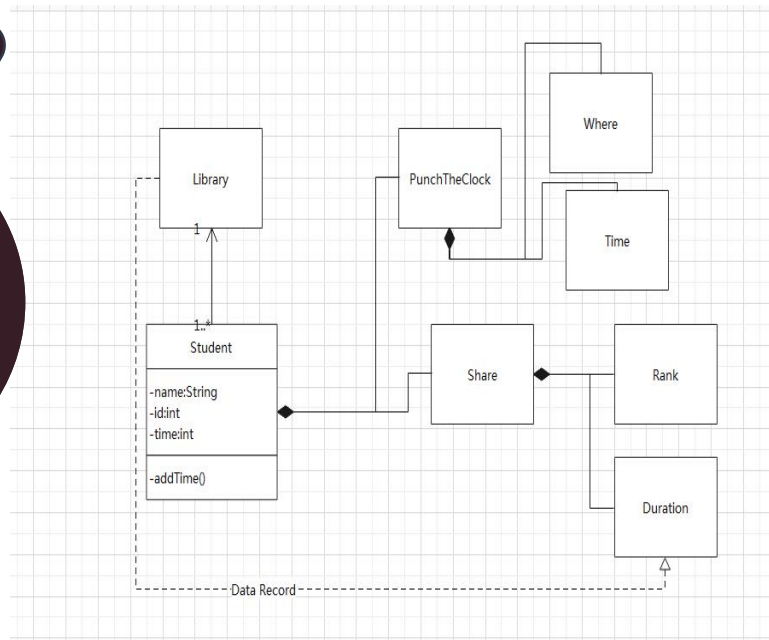 Where
Library
PunchTheClock
Time
1
1..*
Student
-name:String
-id:int
-time:int
-addTime()
Share
Rank
Duration
Data Record